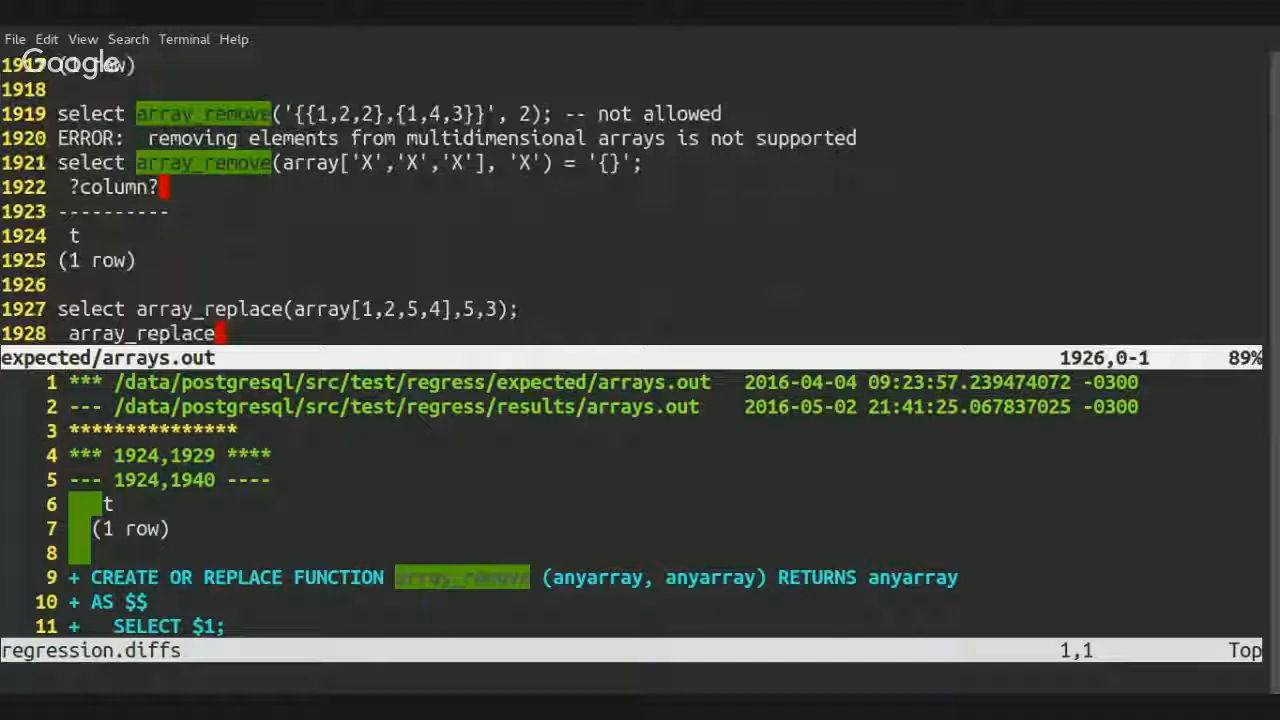 File Edit View Search Terminal Help
Google
1917 (1 row)
1918
1919 select array_remove('{{1,2,2},{1,4,3}}', 2); -- not allowed
1920 ERROR:  removing elements from multidimensional arrays is not supported
1921 select array_remove(array['X','X','X'], 'X') = '{}';
1922  ?column?
1923 ----------
1924  t
1925 (1 row)
1926
1927 select array_replace(array[1,2,5,4],5,3);
1928  array_replace
expected/arrays.out 1926,0-1 89%
1 *** /data/postgresql/src/test/regress/expected/arrays.out   2016-04-04 09:23:57.239474072 -0300
2 --- /data/postgresql/src/test/regress/results/arrays.out    2016-05-02 21:41:25.067837025 -0300
3 ***************
4 *** 1924,1929 ****
5 --- 1924,1940 ----
6    t
7   (1 row)
8
9 + CREATE OR REPLACE FUNCTION array_remove (anyarray, anyarray) RETURNS anyarray
10 + AS $$
11 +   SELECT $1;
regression.diffs 1,1 Top